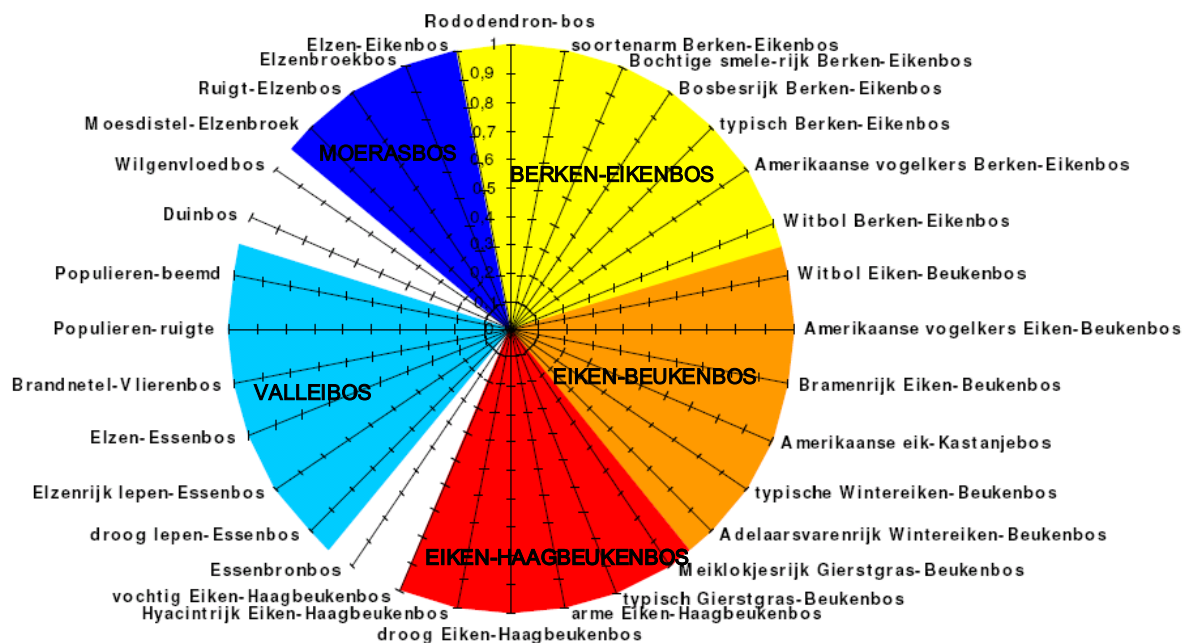 Rododendron-bos
soortenarm Berken-Eikenbos
Bochtige smele-rijk Berken-Eikenbos
Bosbesrijk Berken-Eikenbos
typisch Berken-Eikenbos
Amerikaanse vogelkers Berken-Eikenbos
Witbol Berken-Eikenbos
Witbol Eiken-Beukenbos
Amerikaanse vogelkers Eiken-Beukenbos
Bramenrijk Eiken-Beukenbos
Amerikaanse eik-Kastanjebos
typische Wintereiken-Beukenbos
Adelaarsvarenrijk Wintereiken-Beukenbos
Meiklokjesrijk Gierstgras-Beukenbos
typisch Gierstgras-Beukenbos
arme Eiken-Haagbeukenbos
droog Eiken-Haagbeukenbos
Hyacintrijk Eiken-Haagbeukenbos
vochtig Eiken-Haagbeukenbos
Essenbronbos
droog Iepen-Essenbos
Elzenrijk Iepen-Essenbos
Elzen-Essenbos
Brandnetel-Vlierenbos
Populieren-ruigte
Populieren-beemd
Duinbos
Wilgenvloedbos
Moesdistel-Elzenbroek
Ruigt-Elzenbos
Elzenbroekbos
Elzen-Eikenbos
1
0,9
0,8
0,7
0,6
0,5
0,4
0,3
0,2
0
MOERASBOS
BERKEN-EIKENBOS
EIKEN-BEUKENBOS
VALLEIBOS
EIKEN-HAAGBEUKENBOS